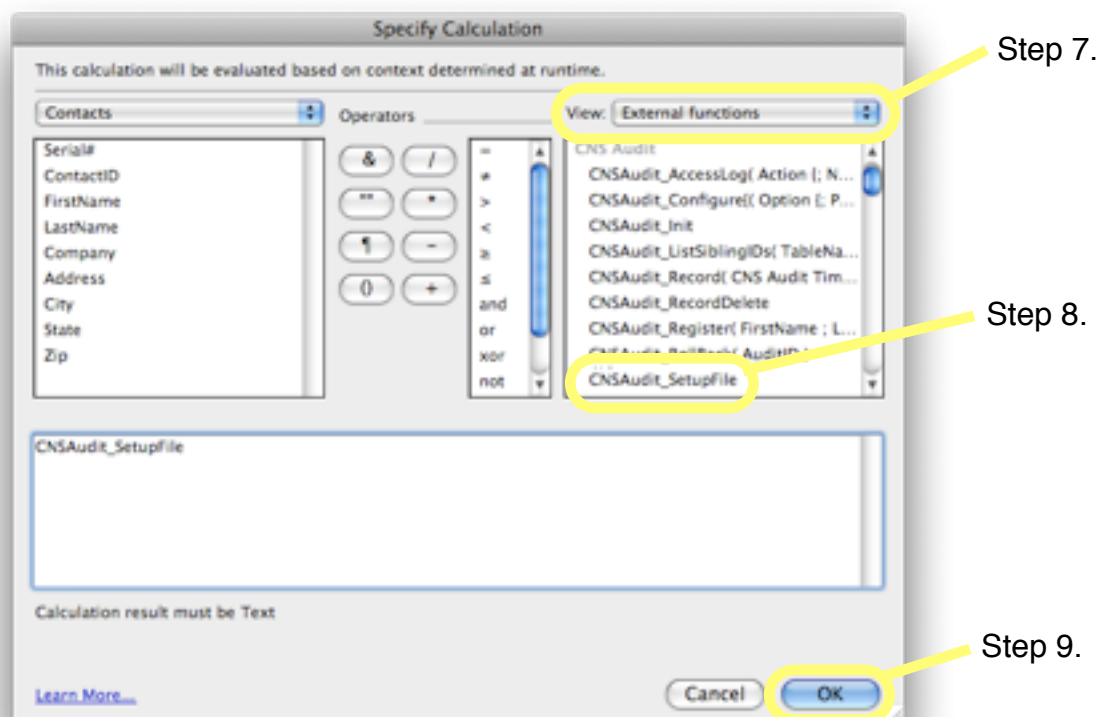 Specify Calculation
Step 7.
This calculation will be evaluated based on context determined at runtime.
Contacts
Operators
View: External functions
Serial#
ContactID
FirstName
LastName
Company
Address
City
State
Zip
& /
"" *
¶ -
() +
=
≠
>
<
≥
≤
and
or
xor
not
CNS Audit
CNSAudit_AccessLog( Action {; N...
CNSAudit_Configure[( Option {; P...
CNSAudit_Init
CNSAudit_ListSiblingIDs( TableNa...
CNSAudit_Record( CNS Audit Tim...
CNSAudit_RecordDelete
CNSAudit_Register( FirstName ; L...
CNSAudit_RollBack( AuditID
CNSAudit_SetupFile
Step 8.
CNSAudit_SetupFile
Calculation result must be Text
Step 9.
Learn More...
Cancel
OK